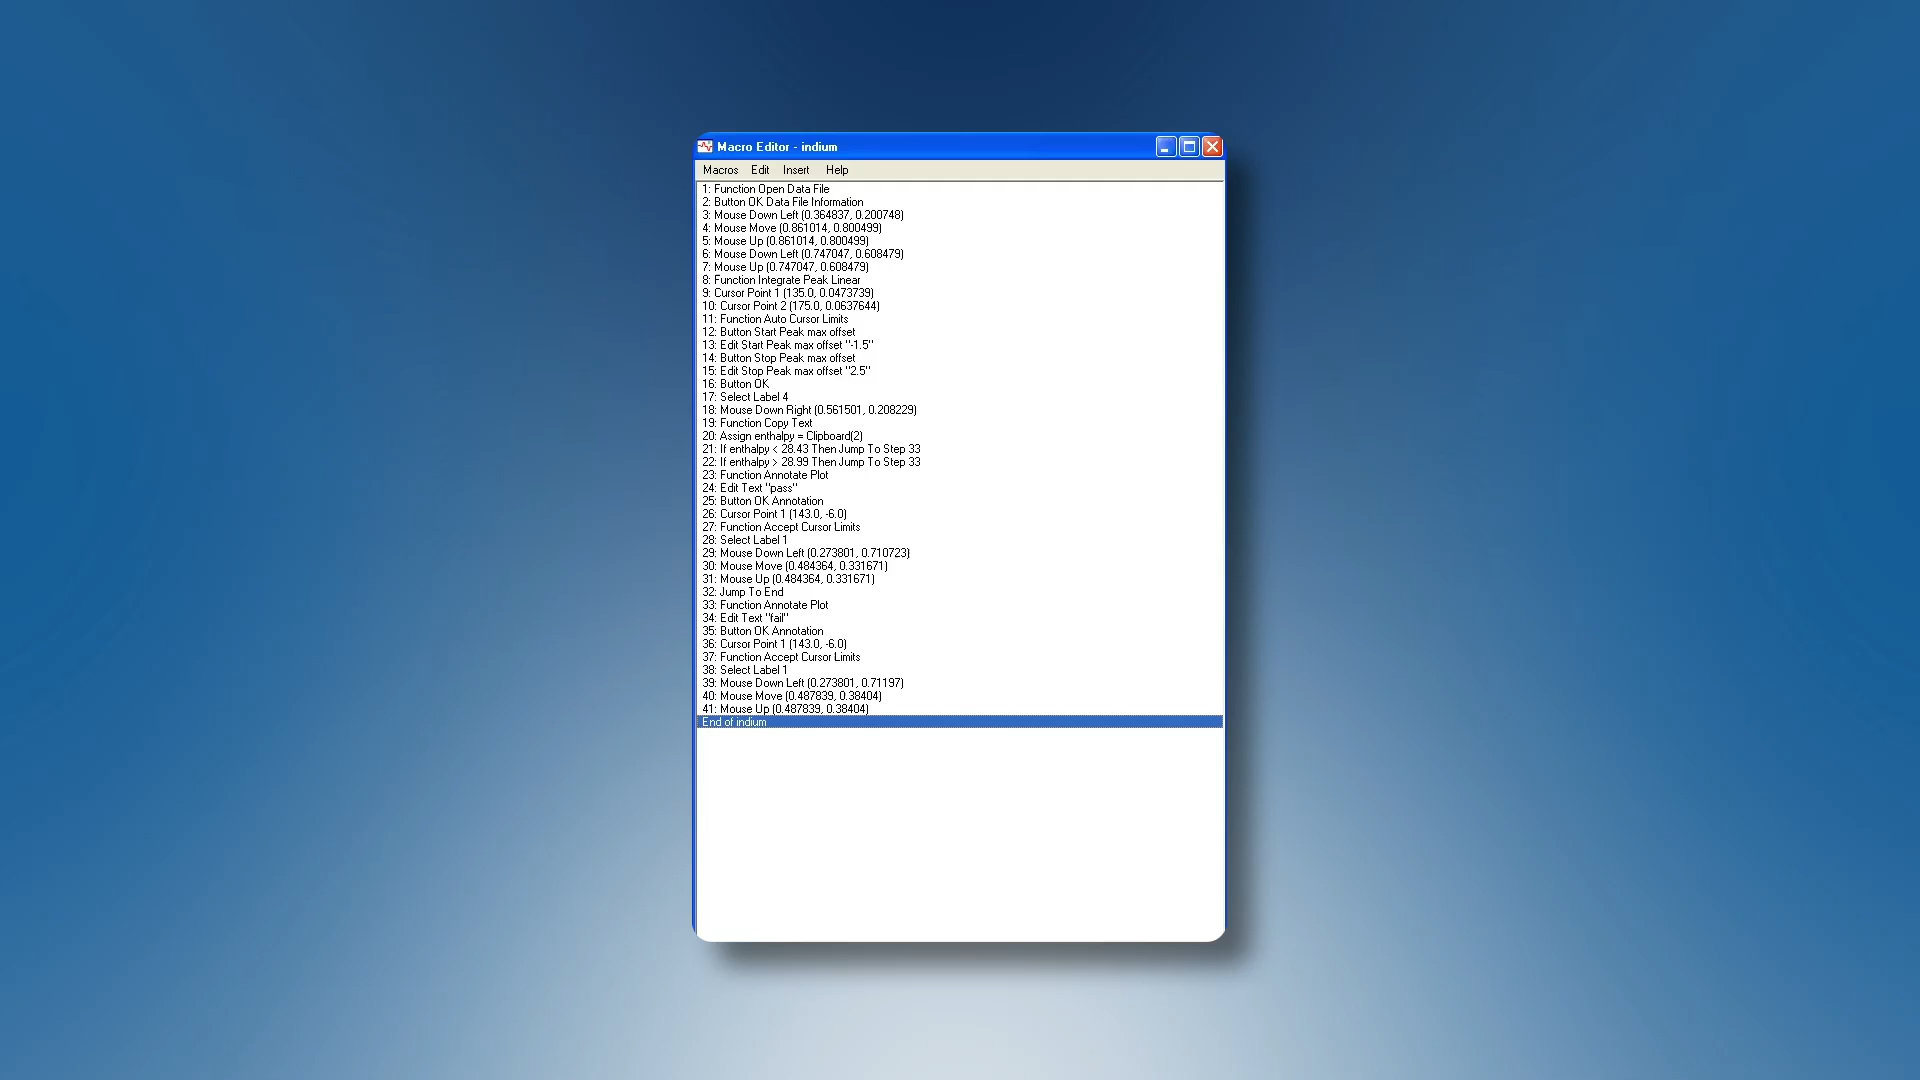 Macro Editor - indium
Macros Edit Insert Help
1: Function Open Data File
2: Button OK Data File Information
3: Mouse Down Left (0.364837, 0.200748)
4: Mouse Move (0.861014, 0.800499)
5: Mouse Up (0.861014, 0.800499)
6: Mouse Down Left (0.747047, 0.608479)
7: Mouse Up (0.747047, 0.608479)
8: Function Integrate Peak Linear
9: Cursor Point 1 (135.0, 0.0473739)
10: Cursor Point 2 (175.0, 0.0637644)
11: Function Auto Cursor Limits
12: Button Start Peak max offset
13: Edit Start Peak max offset "-1.5"
14: Button Stop Peak max offset
15: Edit Stop Peak max offset "2.5"
16: Button OK
17: Select Label 4
18: Mouse Down Right (0.561501, 0.208229)
19: Function Copy Text
20: Assign enthalpy = Clipboard(2)
21: If enthalpy < 28.43 Then Jump To Step 33
22: If enthalpy > 28.99 Then Jump To Step 33
23: Function Annotate Plot
24: Edit Text "pass"
25: Button OK Annotation
26: Cursor Point 1 (143.0, -6.0)
27: Function Accept Cursor Limits
28: Select Label 1
29: Mouse Down Left (0.273801, 0.710723)
30: Mouse Move (0.484364, 0.331671)
31: Mouse Up (0.484364, 0.331671)
32: Jump To End
33: Function Annotate Plot
34: Edit Text "fail"
35: Button OK Annotation
36: Cursor Point 1 (143.0, -6.0)
37: Function Accept Cursor Limits
38: Select Label 1
39: Mouse Down Left (0.273801, 0.71197)
40: Mouse Move (0.487839, 0.38404)
41: Mouse Up (0.487839, 0.38404)
End of indium